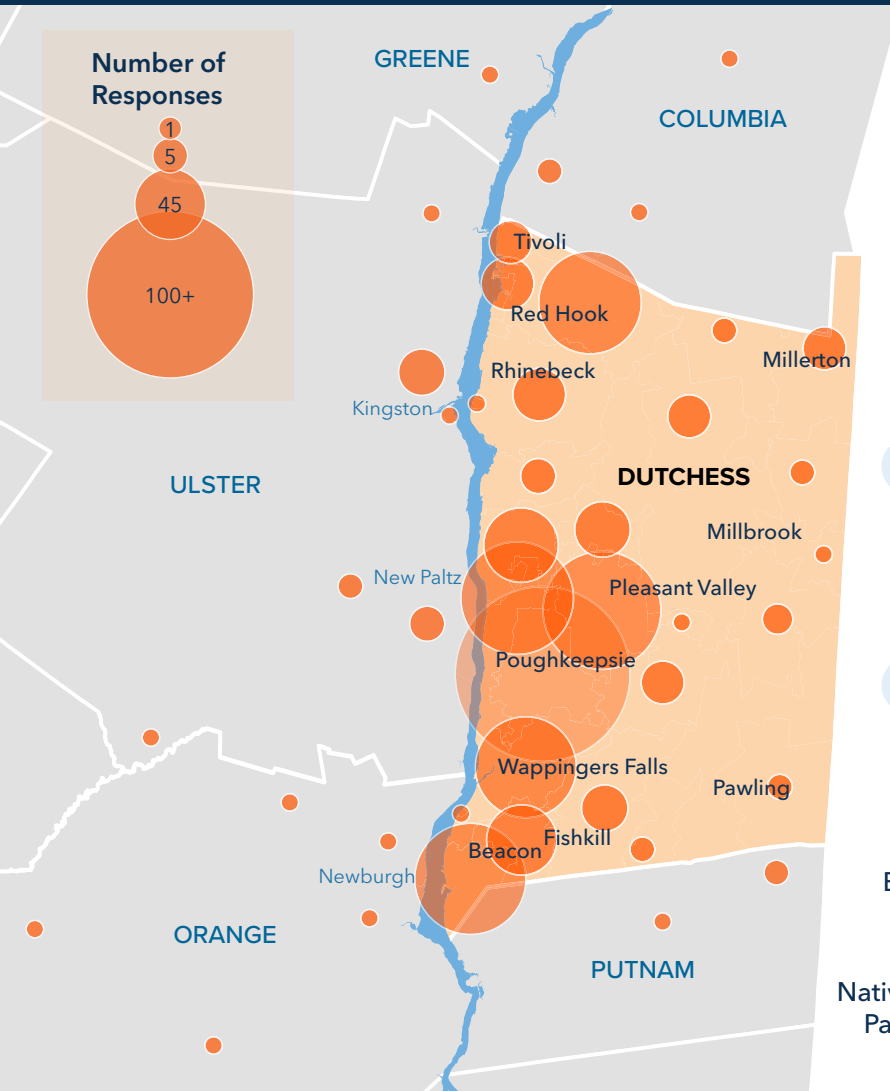 Number of
Responses
1
5
45
100+
GREENE
COLUMBIA
Tivoli
Red Hook
Millerton
Rhinebeck
Kingston
ULSTER
DUTCHESS
Millbrook
New Paltz
Pleasant Valley
Poughkeepsie
Wappingers Falls
Pawling
Fishkill
Beacon
Newburgh
ORANGE
PUTNAM